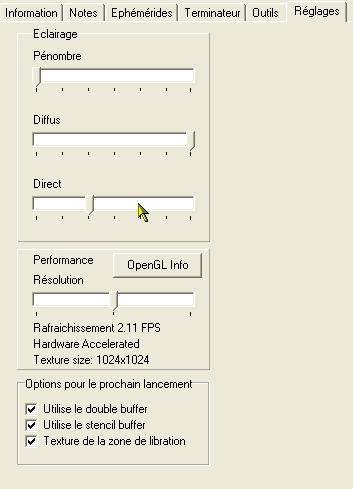 Information Notes Ephémérides Terminateur Outils Réglages
Eclairage
Pénombre
Diffus
Direct
Performance
OpenGL Info
Résolution
Rafraichissement 2.11 FPS
Hardware Accelerated
Texture size: 1024x1024
Options pour le prochain lancement
Utilise le double buffer
Utilise le stencil buffer
Texture de la zone de libration